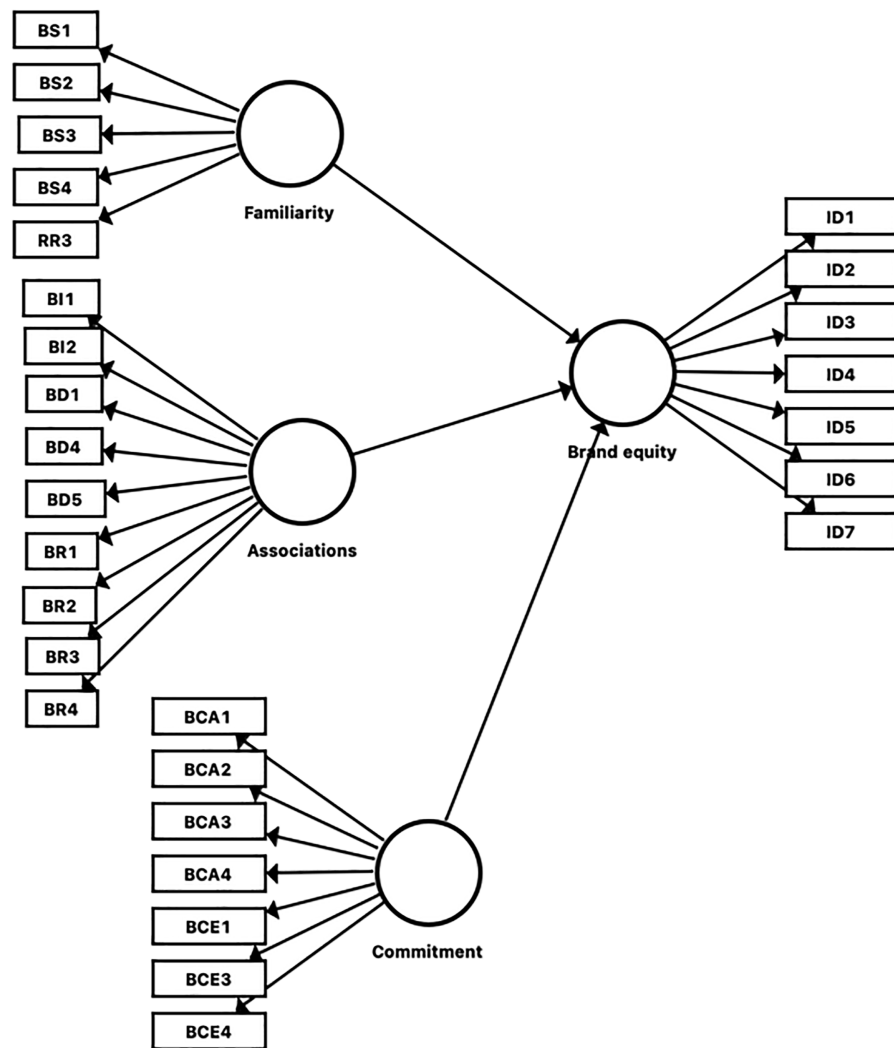 BS1
BS2
BS3
BS4
RR3
Familiarity
BI1
BI2
BD1
BD4
BD5
BR1
BR2
BR3
BR4
Associations
BCA1
BCA2
BCA3
BCA4
BCE1
BCE3
BCE4
Commitment
Brand equity
ID1
ID2
ID3
ID4
ID5
ID6
ID7